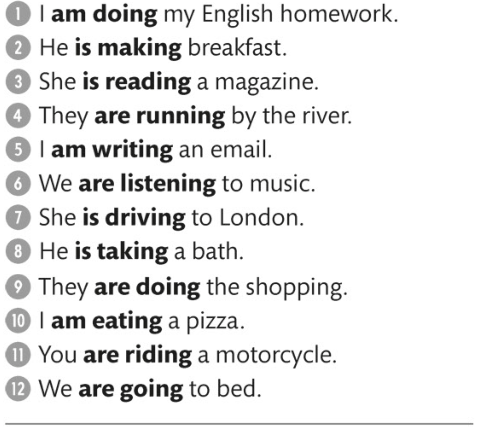 1 I am doing my English homework.
2 He is making breakfast.
3 She is reading a magazine.
4 They are running by the river.
5 I am writing an email.
6 We are listening to music.
7 She is driving to London.
8 He is taking a bath.
9 They are doing the shopping.
10 I am eating a pizza.
11 You are riding a motorcycle.
12 We are going to bed.